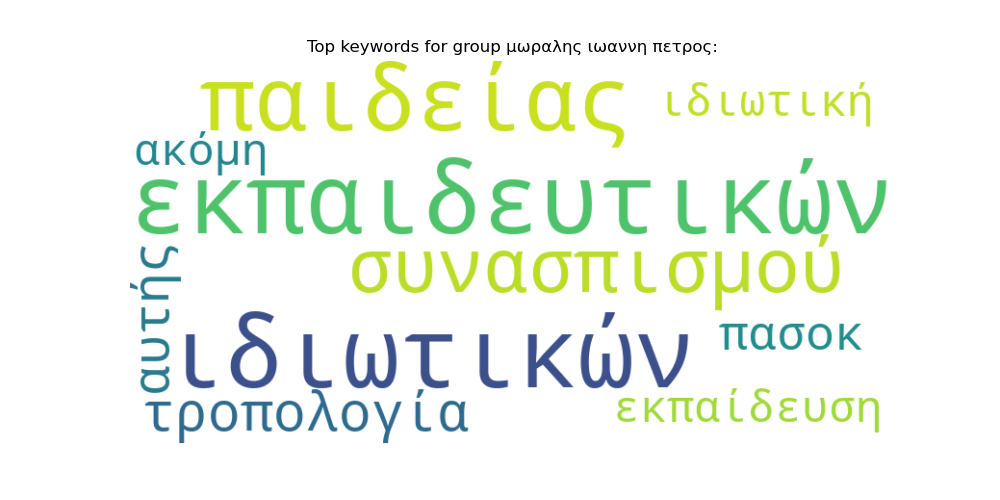 Top keywords for group μωραλης ιωαννη πετρος:
παιδείας
ιδιωτική
ακόμη
εκπαιδευτικών
αυτής
συνασπισμού
ιδιωτικών
πασοκ
τροπολογία
εκπαίδευση